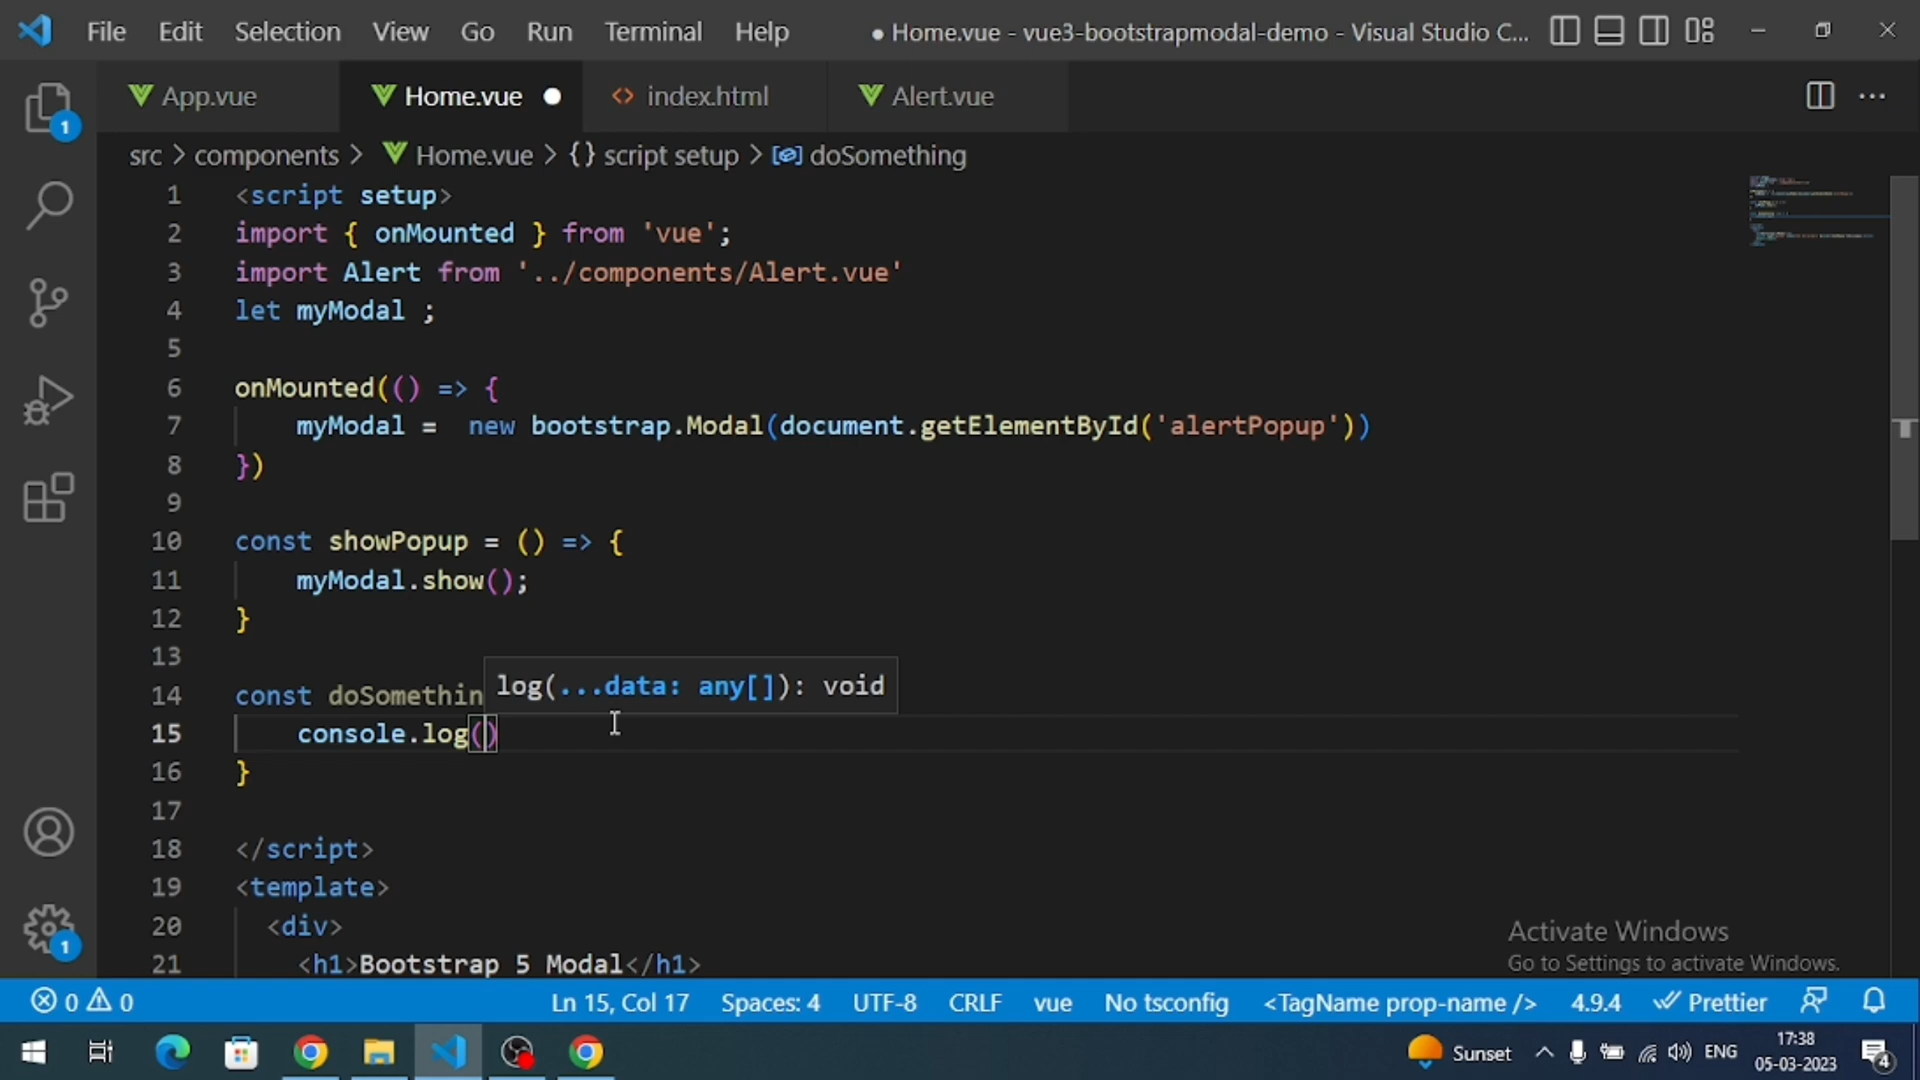 File Edit Selection View Go Run Terminal Help ● Home.vue - vue3-bootstrapmodal-demo - Visual Studio C...
App.vue Home.vue ● <> index.html Alert.vue ...
1
src > components > Home.vue > {} script setup > doSomething
1 <script setup>
2 import { onMounted } from 'vue';
3 import Alert from '../components/Alert.vue'
4 let myModal ;
5
6 onMounted(() => {
7 myModal =  new bootstrap.Modal(document.getElementById('alertPopup'))
8 })
9
10 const showPopup = () => {
11 myModal.show();
12 }
13
log(...data: any[]): void
14 const doSomethin
15 console.log()
16 }
17
18 </script>
19 <template>
20 <div>
21 <h1>Bootstrap 5 Modal</h1>
Activate Windows
Go to Settings to activate Windows.
1
0 0 Ln 15, Col 17 Spaces: 4 UTF-8 CRLF vue No tsconfig <TagName prop-name /> 4.9.4 Prettier
Sunset ENG 17:38
05-03-2023
4